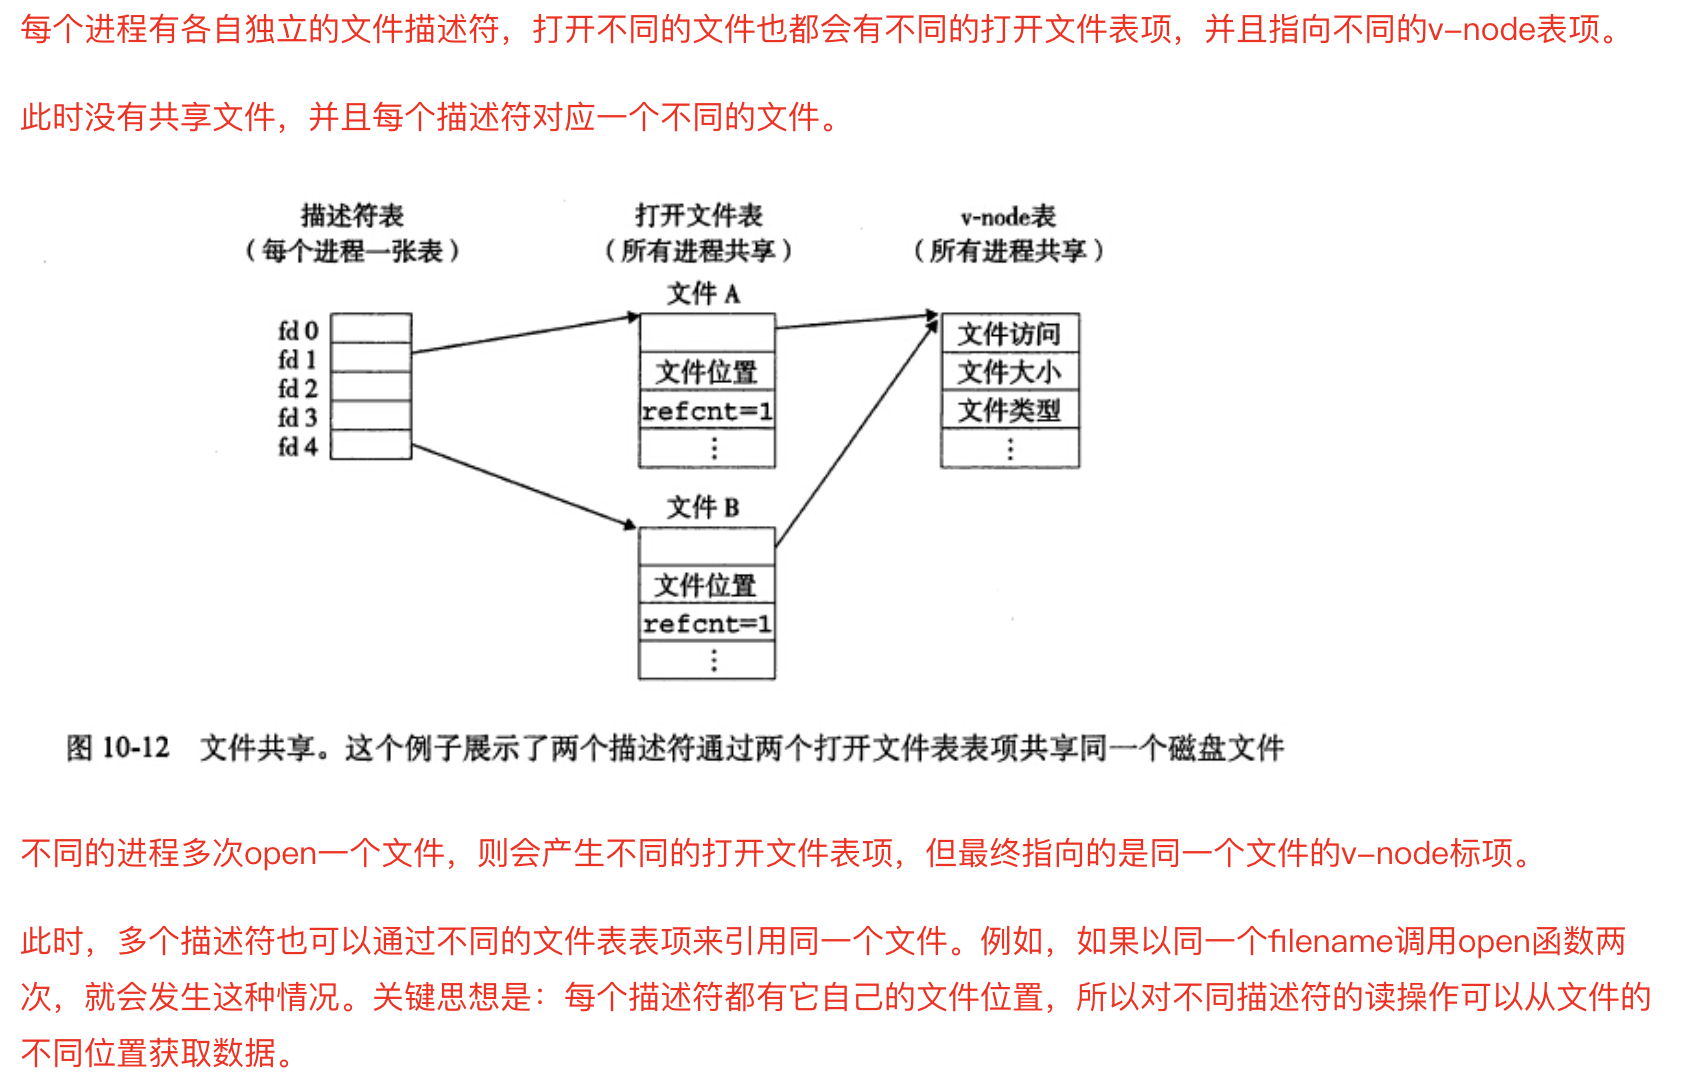 每个进程有各自独立的文件描述符，打开不同的文件也都会有不同的打开文件表项，并且指向不同的v-node表项。
此时没有共享文件，并且每个描述符对应一个不同的文件。
描述符表
（每个进程一张表）
打开文件表
（所有进程共享）
v-node表
（所有进程共享）
文件 A
fd 0
fd 1
fd 2
fd 3
fd 4
文件位置
refcnt=1
⋮
文件访问
文件大小
文件类型
⋮
文件 B
文件位置
refcnt=1
⋮
图 10-12 文件共享。这个例子展示了两个描述符通过两个打开文件表表项共享同一个磁盘文件
不同的进程多次open一个文件，则会产生不同的打开文件表项，但最终指向的是同一个文件的v-node标项。
此时，多个描述符也可以通过不同的文件表表项来引用同一个文件。例如，如果以同一个filename调用open函数两
次，就会发生这种情况。关键思想是：每个描述符都有它自己的文件位置，所以对不同描述符的读操作可以从文件的
不同位置获取数据。